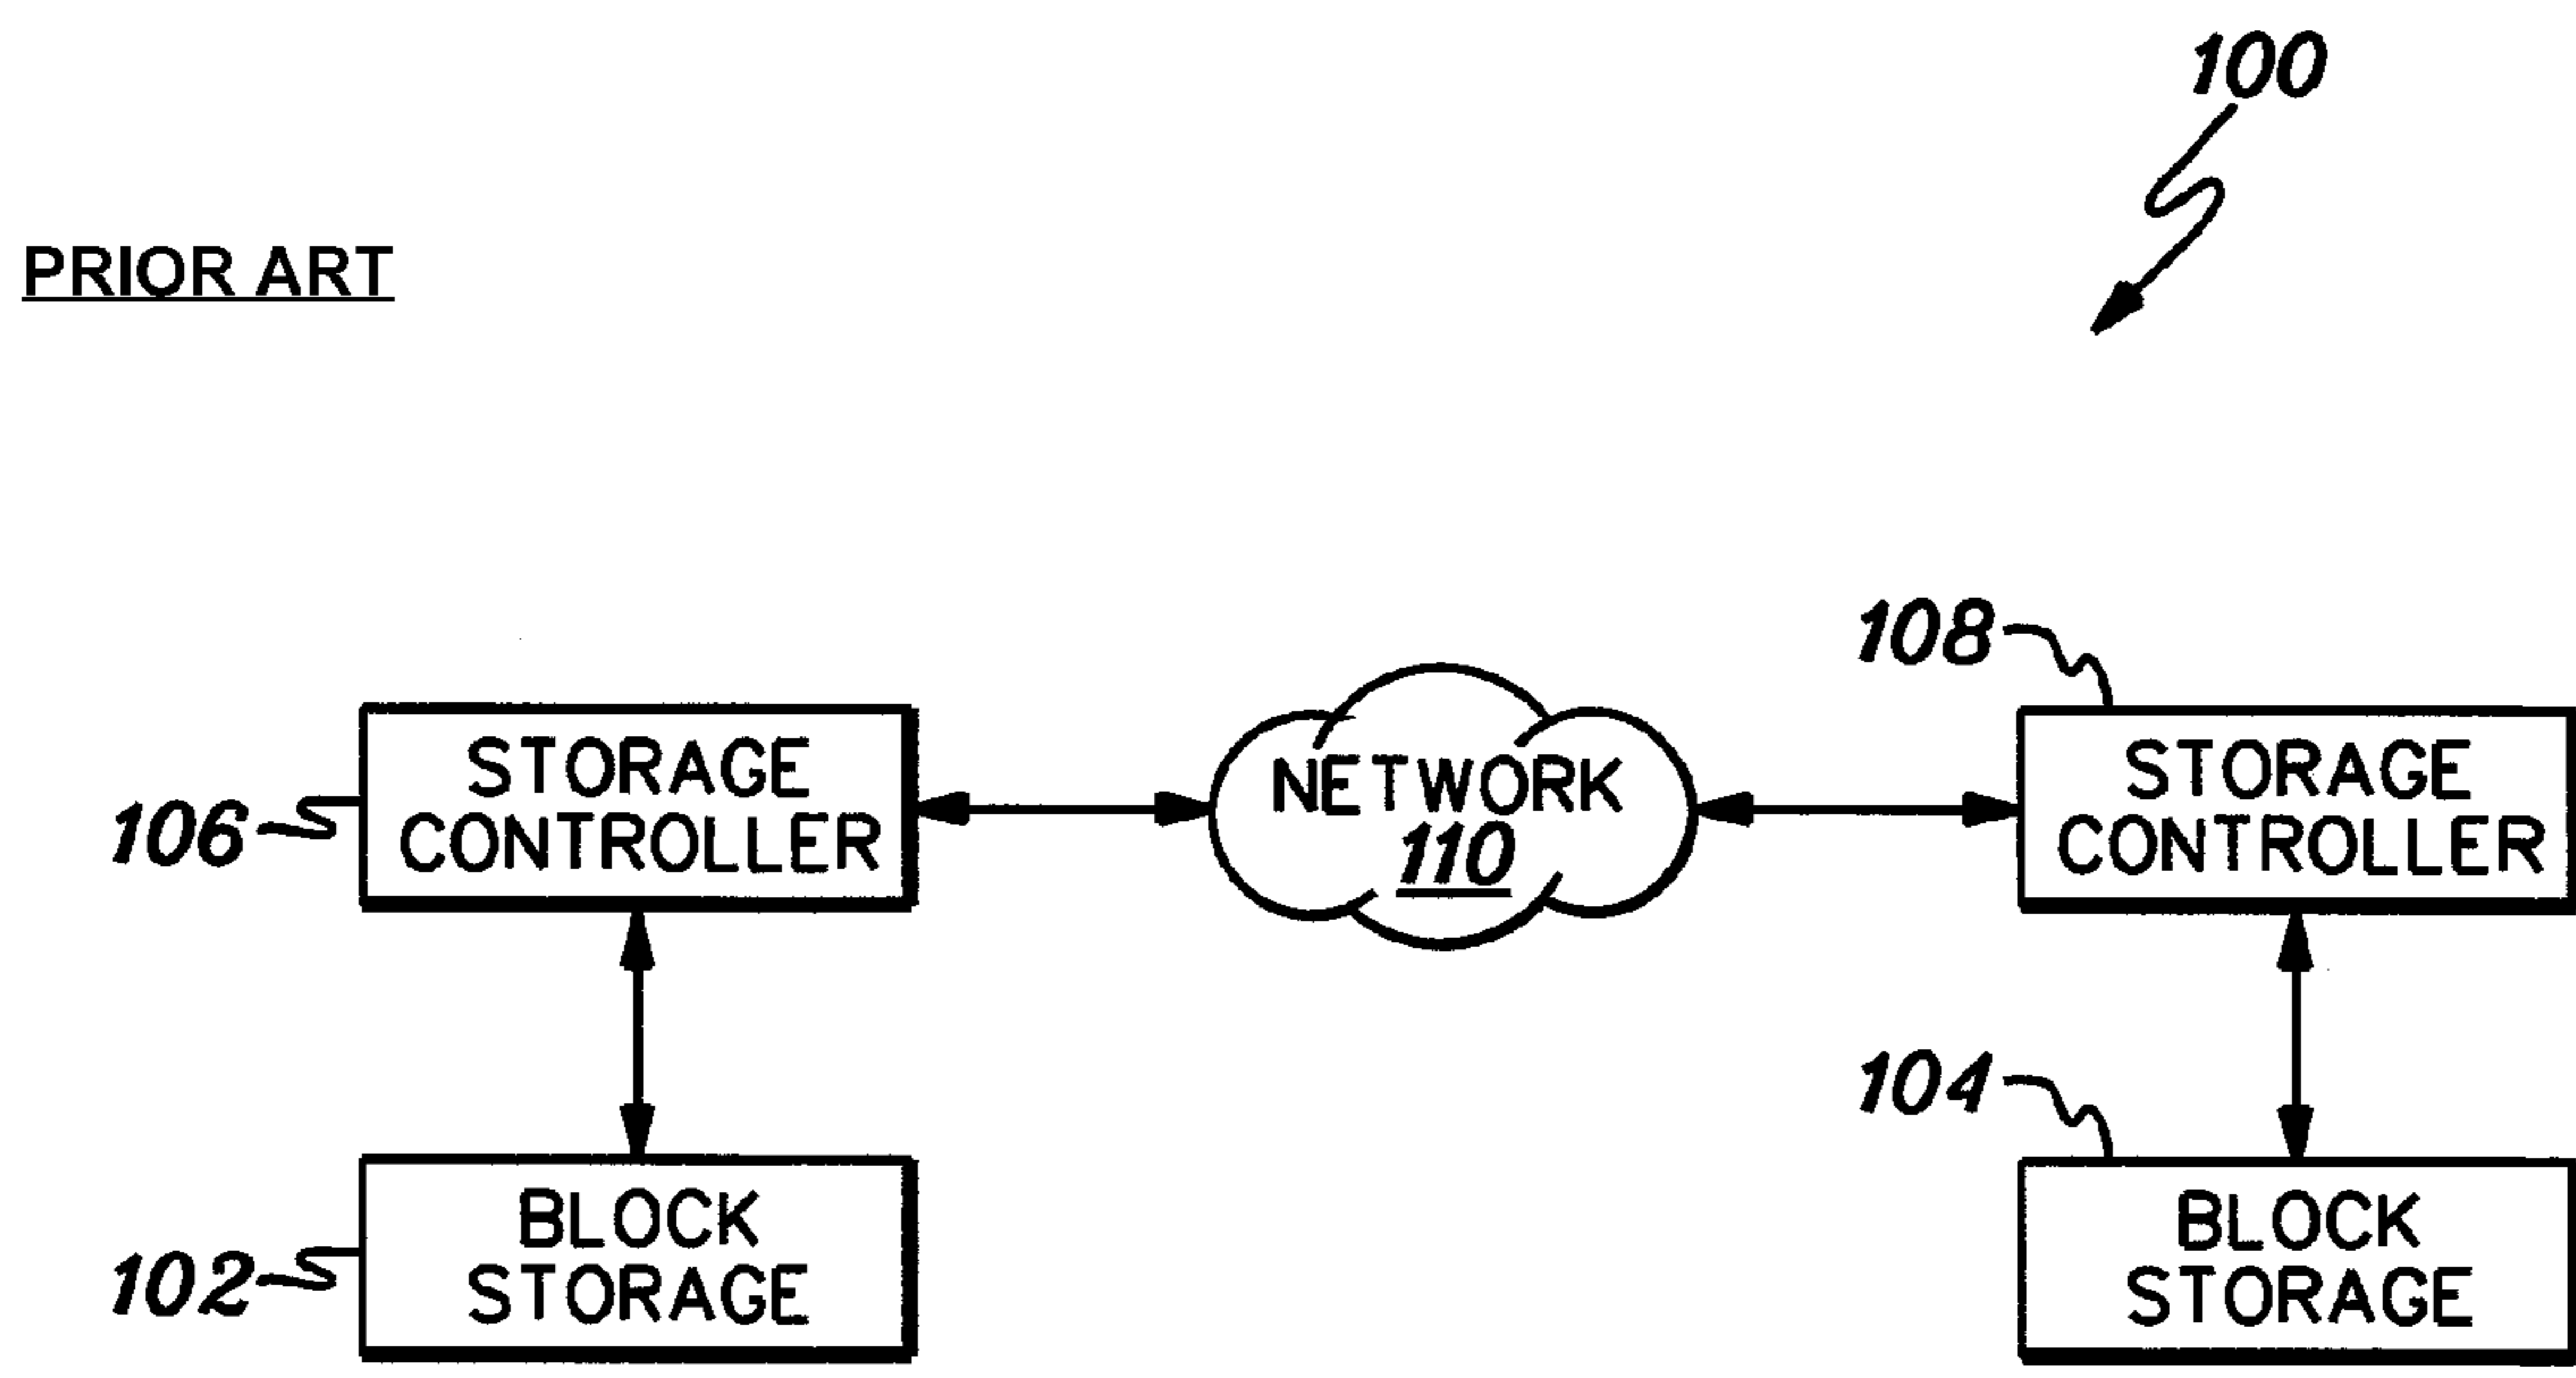 100
PRIOR ART
108
STORAGE
CONTROLLER
106
NETWORK
110
STORAGE
CONTROLLER
104
BLOCK
STORAGE
102
BLOCK
STORAGE